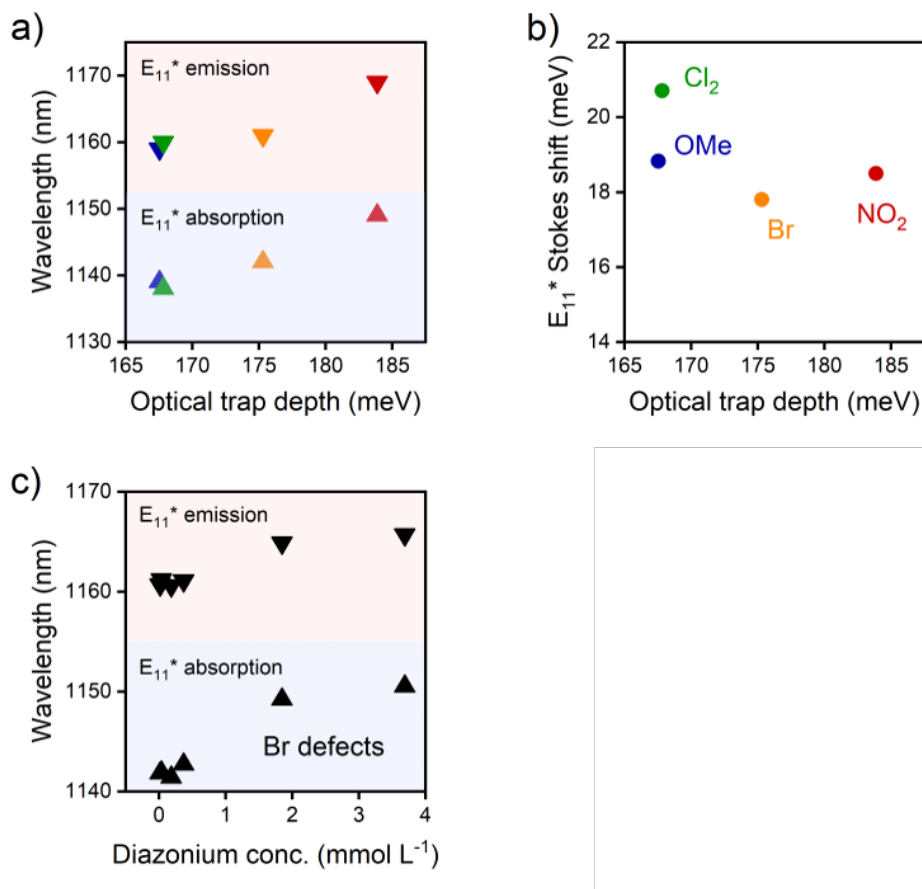 a)
E₁₁* emission
E₁₁* absorption
1170
1160
1150
1140
1130
Wavelength (nm)
165 170 175 180 185
Optical trap depth (meV)
b)
22
20
18
16
14
E₁₁* Stokes shift (meV)
Cl₂
OMe
Br
NO₂
165 170 175 180 185
Optical trap depth (meV)
c)
E₁₁* emission
E₁₁* absorption
Br defects
1170
1160
1150
1140
Wavelength (nm)
0 1 2 3 4
Diazonium conc. (mmol L⁻¹)